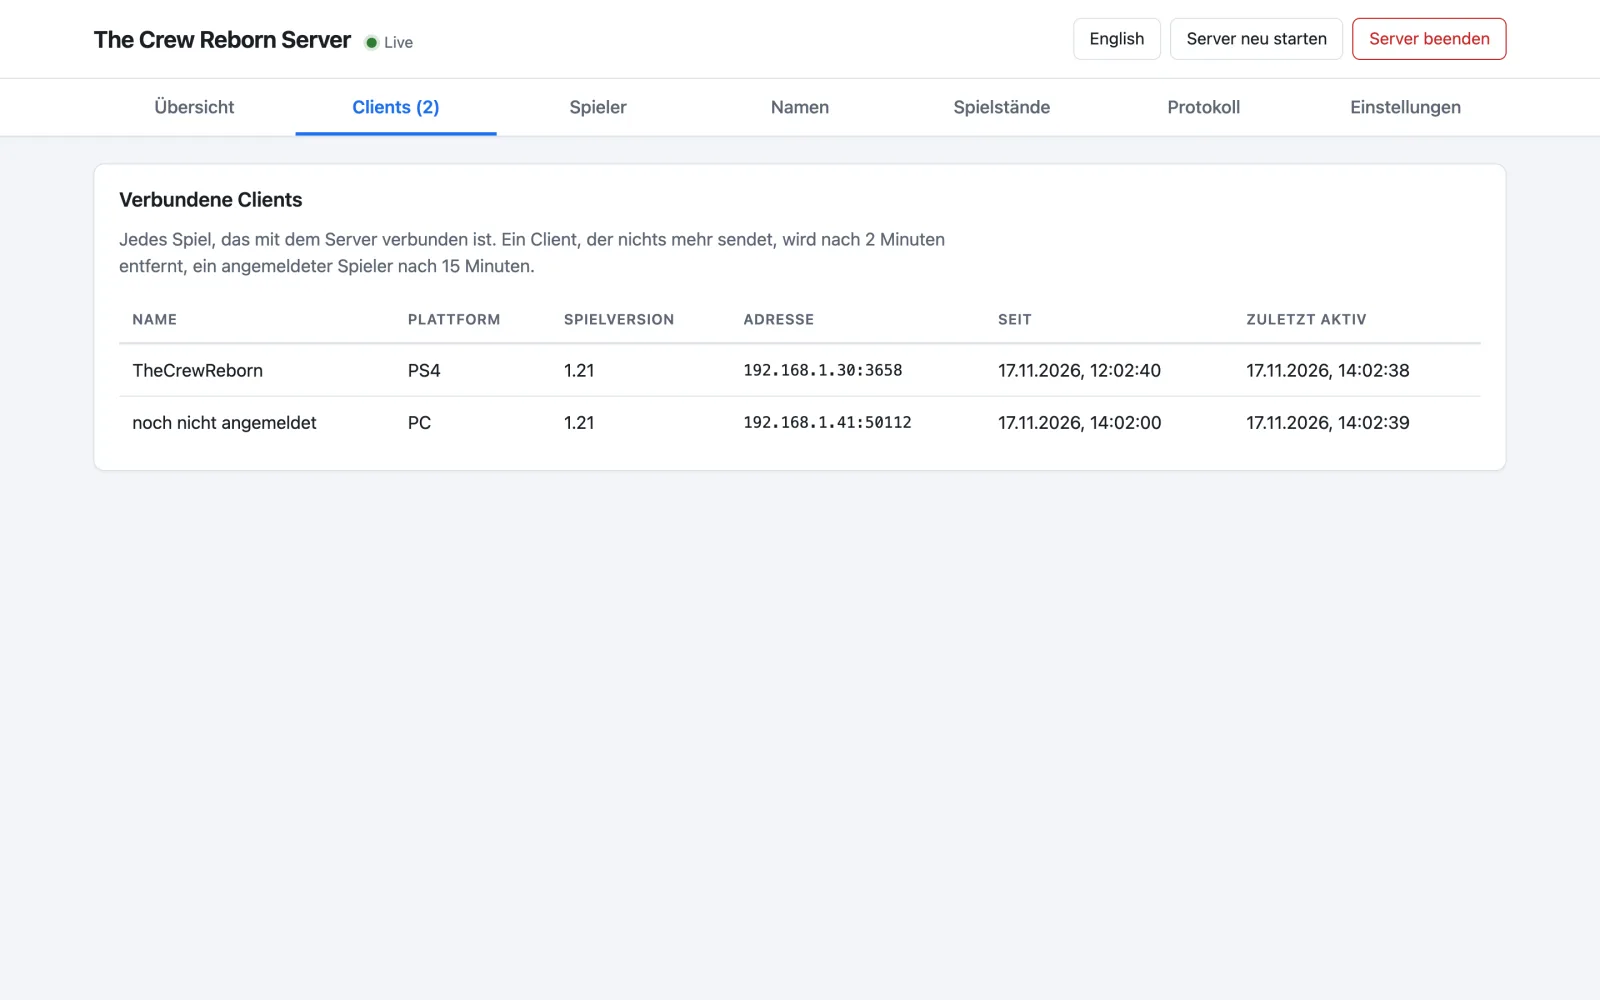 The Crew Reborn Server
Live
English
Server neu starten
Server beenden
Übersicht
Clients (2)
Spieler
Namen
Spielstände
Protokoll
Einstellungen
Verbundene Clients
Jedes Spiel, das mit dem Server verbunden ist. Ein Client, der nichts mehr sendet, wird nach 2 Minuten
entfernt, ein angemeldeter Spieler nach 15 Minuten.
NAME PLATTFORM SPIELVERSION ADRESSE SEIT ZULETZT AKTIV
TheCrewReborn PS4 1.21 192.168.1.30:3658 17.11.2026, 12:02:40 17.11.2026, 14:02:38
noch nicht angemeldet PC 1.21 192.168.1.41:50112 17.11.2026, 14:02:00 17.11.2026, 14:02:39